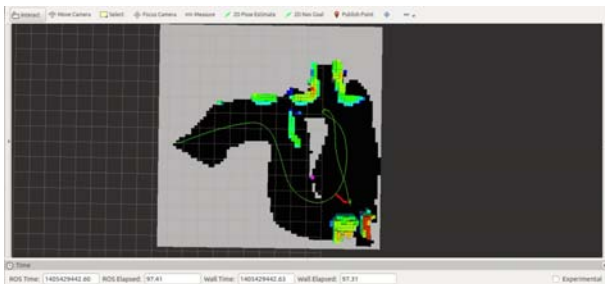 Interact Move Camera Select Focus Camera Measure 2D Pose Estimate 2D Nav Goal Publish Point
Time
ROS Time: 1405429442.60 ROS Elapsed: 97.41 Wall Time: 1405429442.63 Wall Elapsed: 97.31 Experimental